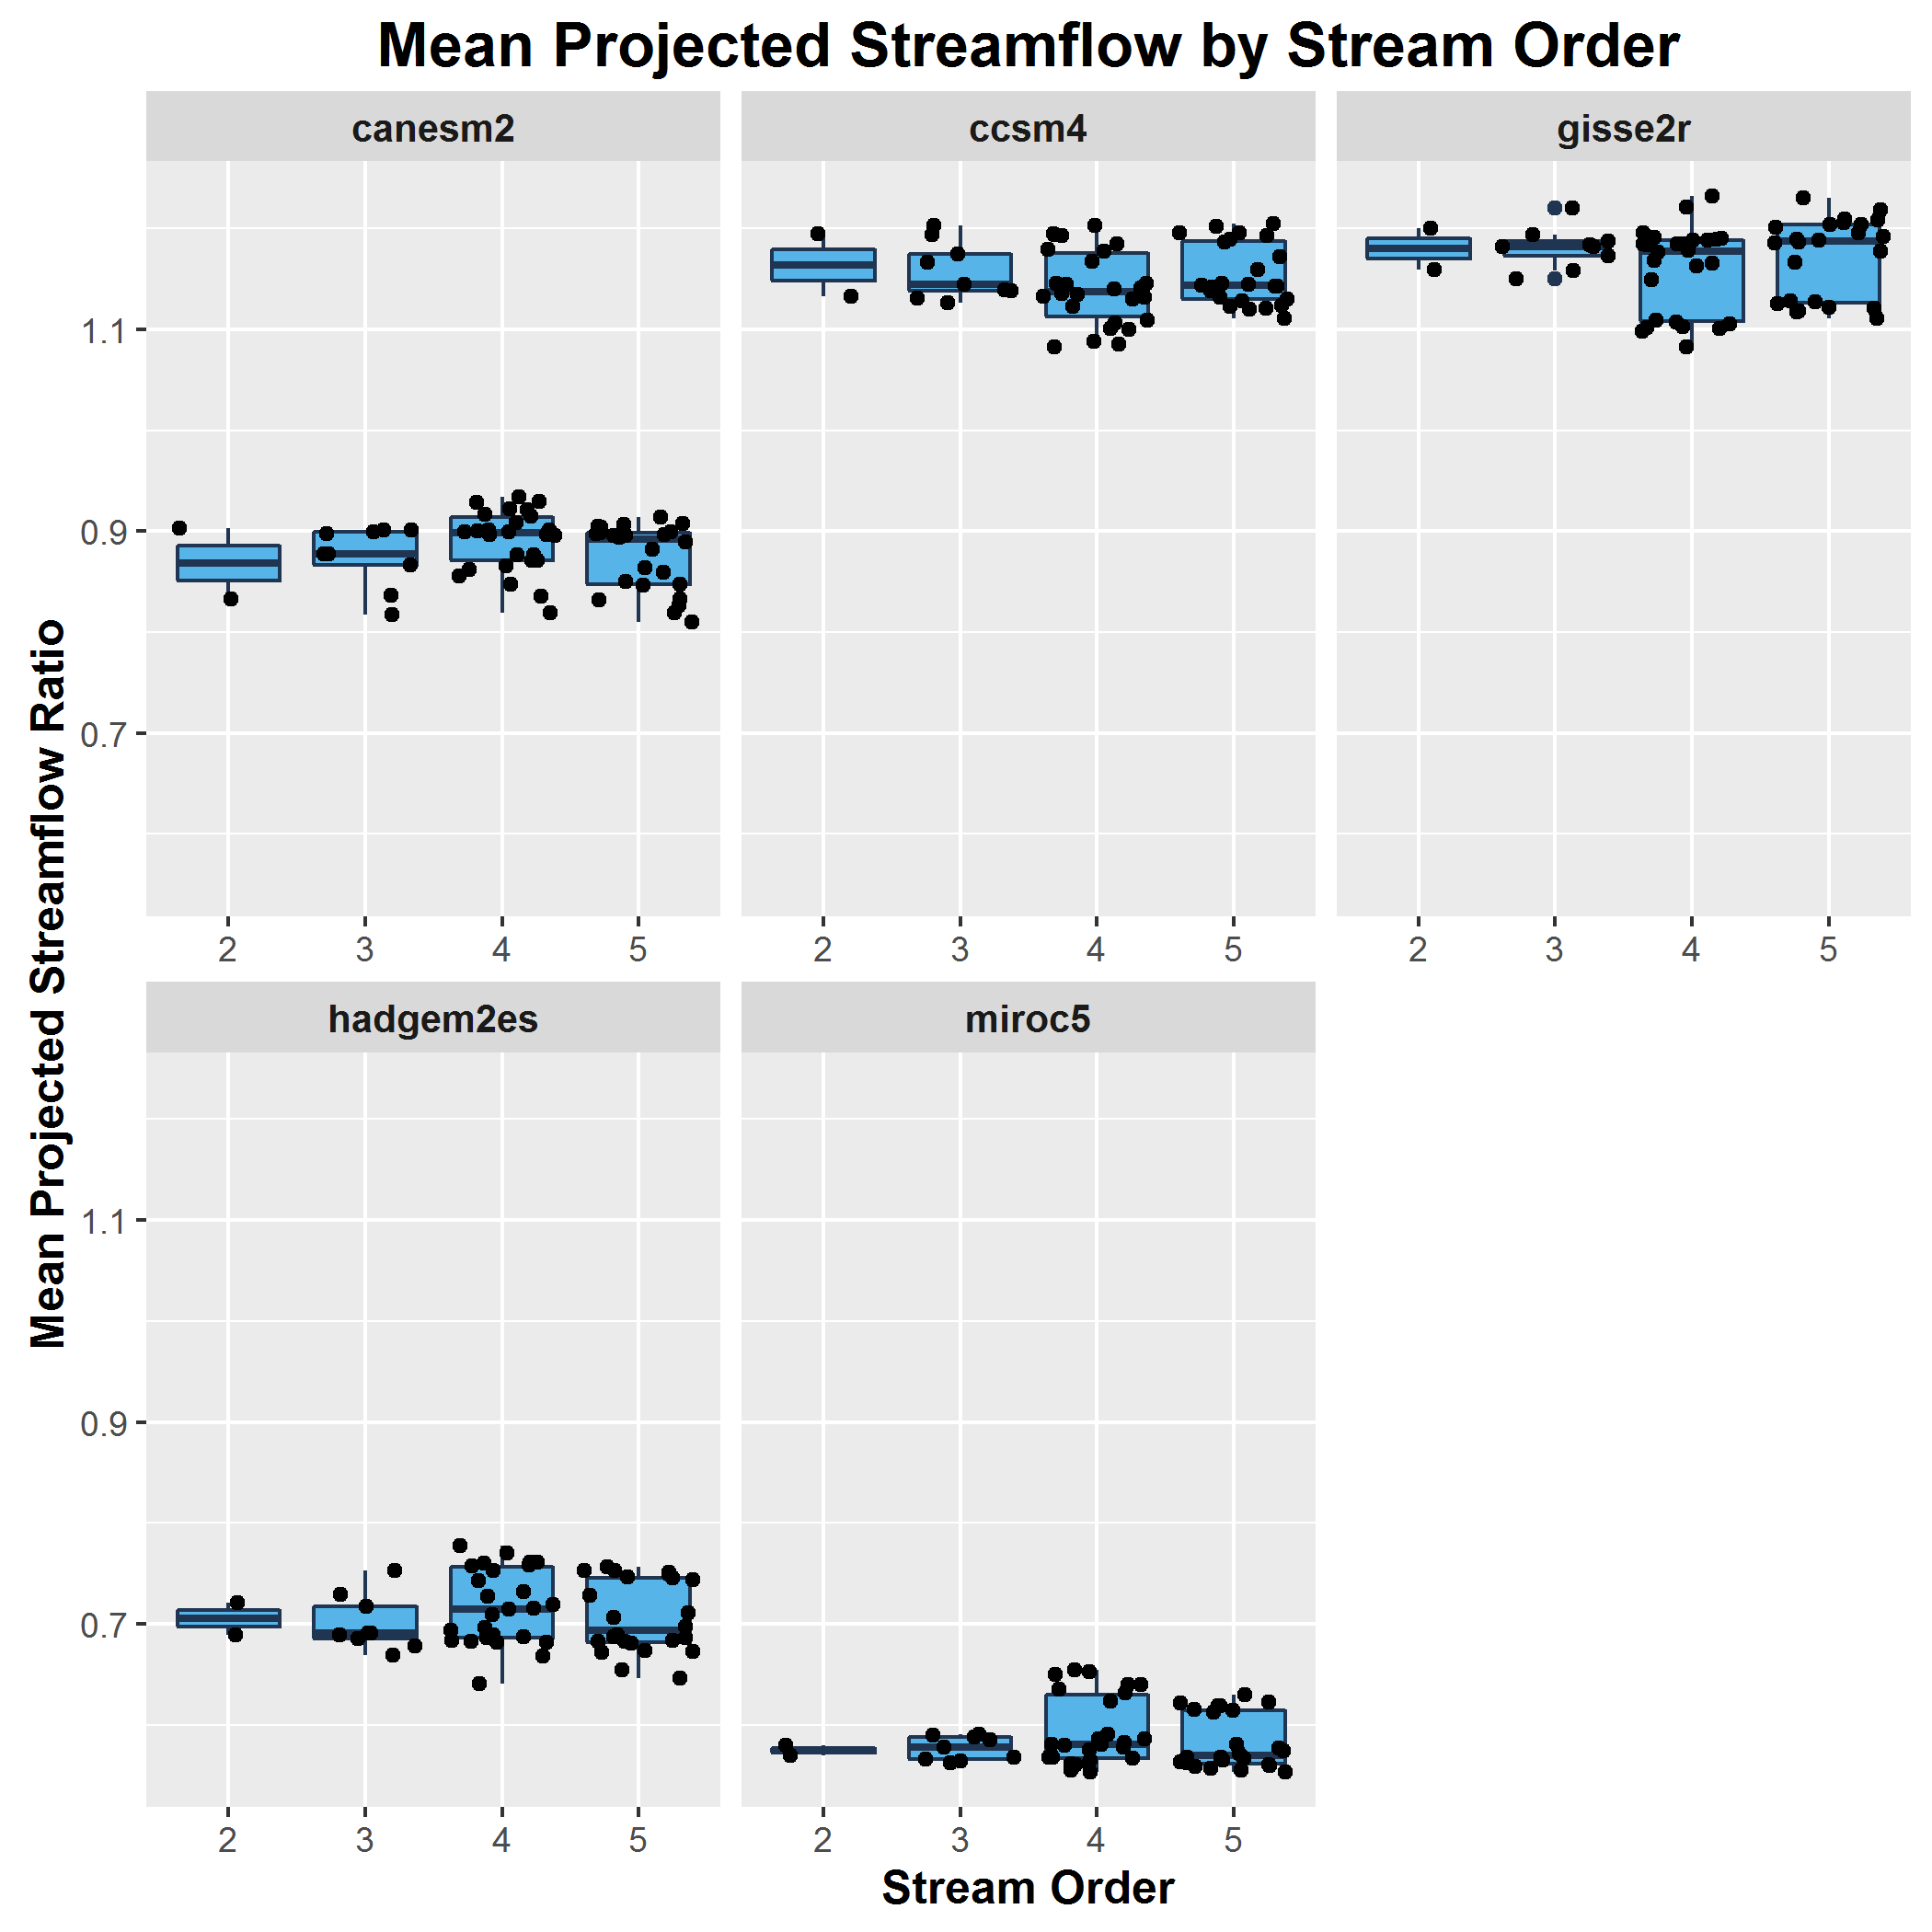 Mean Projected Streamflow by Stream Order
canesm2
ccsm4
gisse2r
1.1
0.9
0.7
2 3 4 5
2 3 4 5
2 3 4 5
Mean Projected Streamflow Ratio
hadgem2es
miroc5
1.1
0.9
0.7
2 3 4 5
2 3 4 5
Stream Order